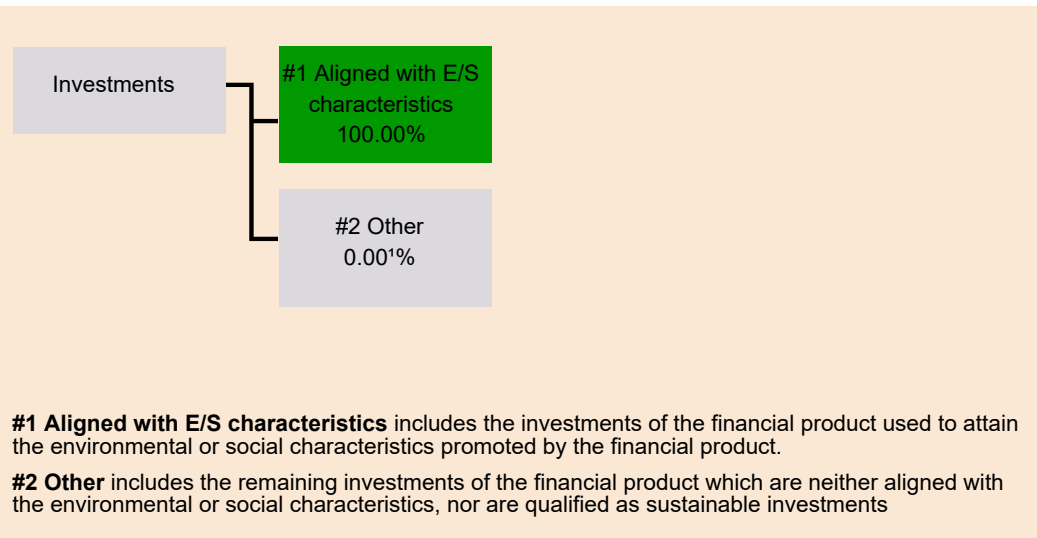 Investments
#1 Aligned with E/S
characteristics
100.00%
#2 Other
0.00¹%
#1 Aligned with E/S characteristics includes the investments of the financial product used to attain
the environmental or social characteristics promoted by the financial product.
#2 Other includes the remaining investments of the financial product which are neither aligned with
the environmental or social characteristics, nor are qualified as sustainable investments